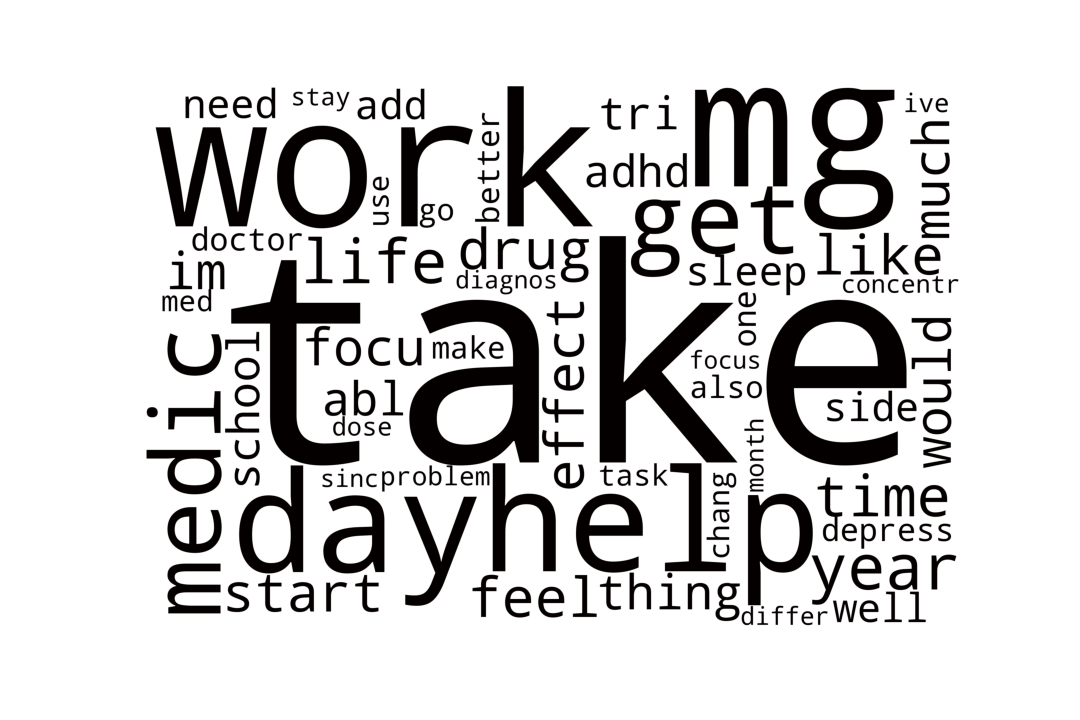 need
stay
add
tri
mg
ive
work
better
adhd
much
use
go
get
doctor
life
drug
like
im
diagnos
sleep
concentr
med
take
one
effect
focu
make
focus
would
medic
school
abl
also
side
dose
month
sinc
problem
task
chang
time
day
help
depress
year
start
feel
thing
differ
well